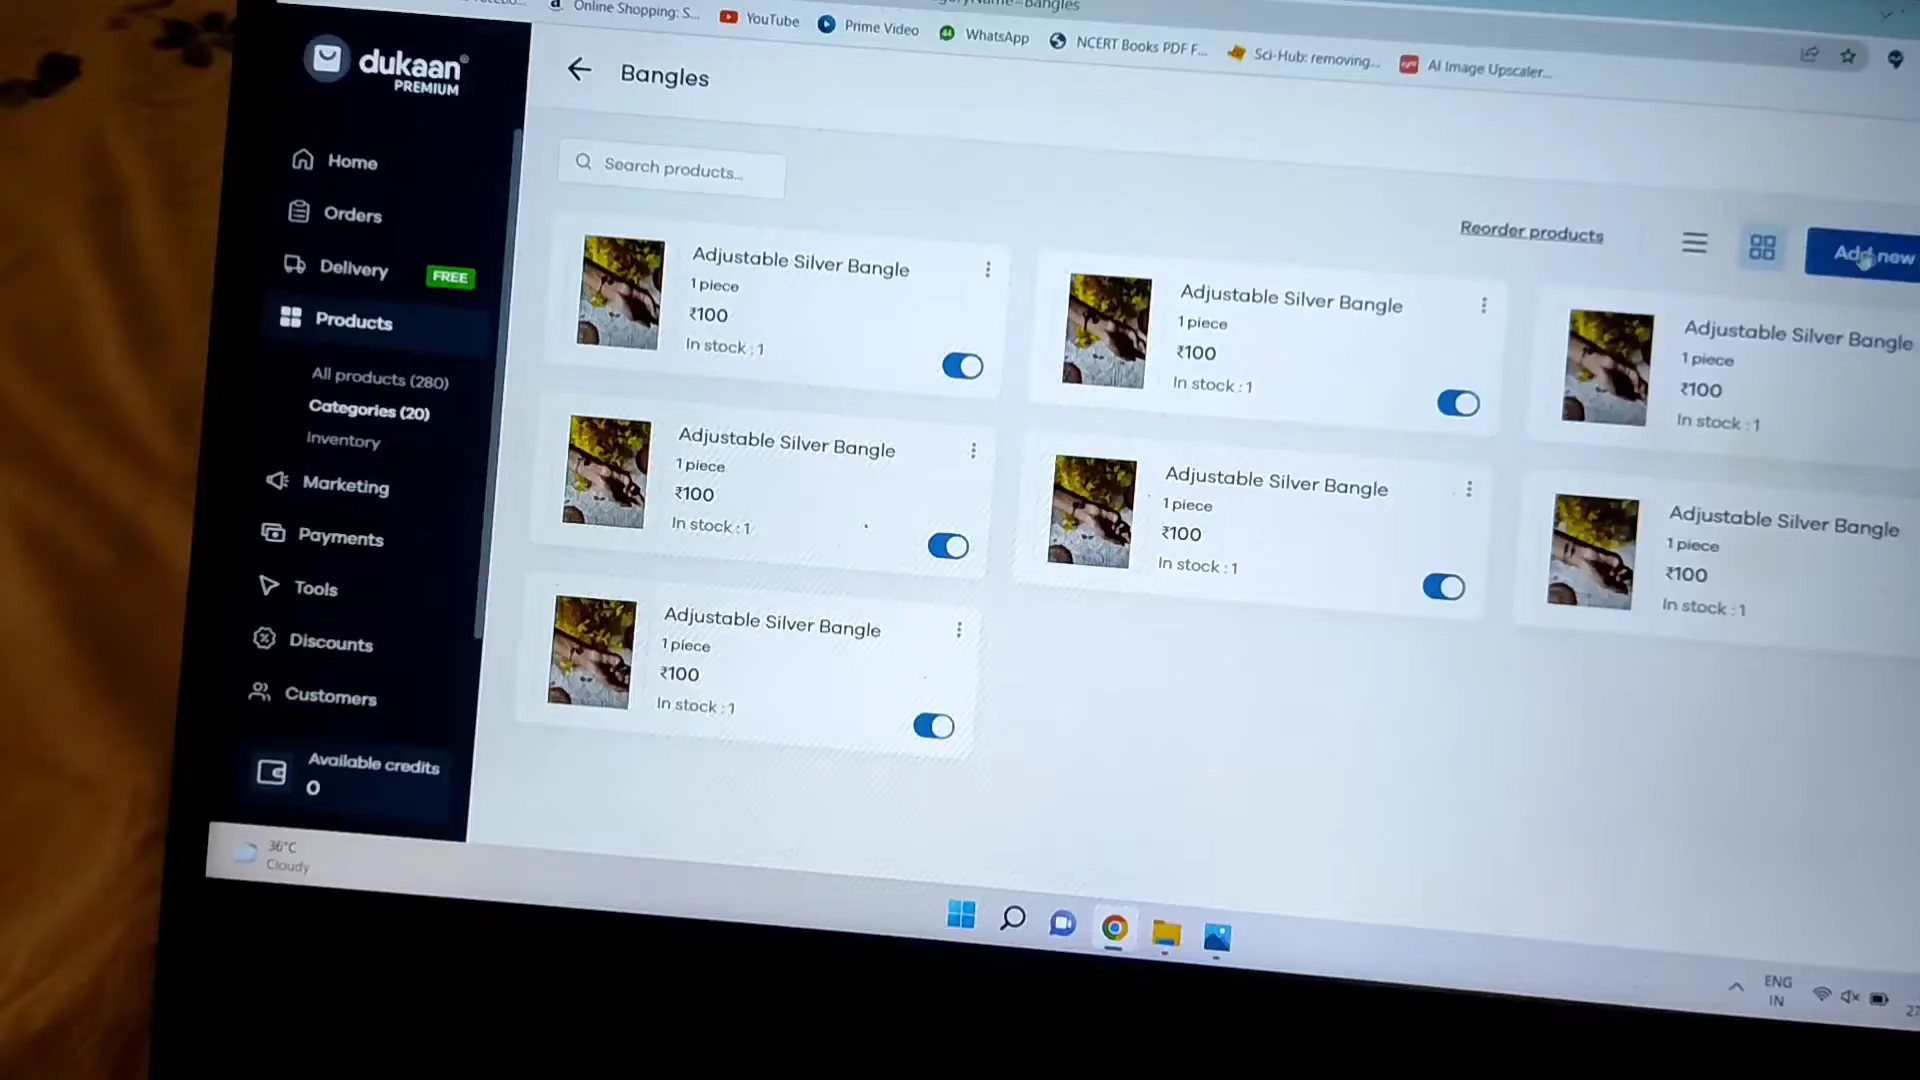 Online Shopping: S...
YouTube
Prime Video
WhatsApp
NCERT Books PDF F...
Sci-Hub: removing...
AI Image Upscaler...
dukaan®
PREMIUM
Bangles
Search products...
Reorder products
Add new
Home
Orders
Delivery FREE
Products
All products (280)
Categories (20)
Inventory
Marketing
Payments
Tools
Discounts
Customers
Available credits
0
Adjustable Silver Bangle
1 piece
₹100
In stock : 1
Adjustable Silver Bangle
1 piece
₹100
In stock : 1
Adjustable Silver Bangle
1 piece
₹100
In stock : 1
Adjustable Silver Bangle
1 piece
₹100
In stock : 1
Adjustable Silver Bangle
1 piece
₹100
In stock : 1
Adjustable Silver Bangle
1 piece
₹100
In stock : 1
Adjustable Silver Bangle
1 piece
₹100
In stock : 1
36°C
Cloudy
ENG
IN